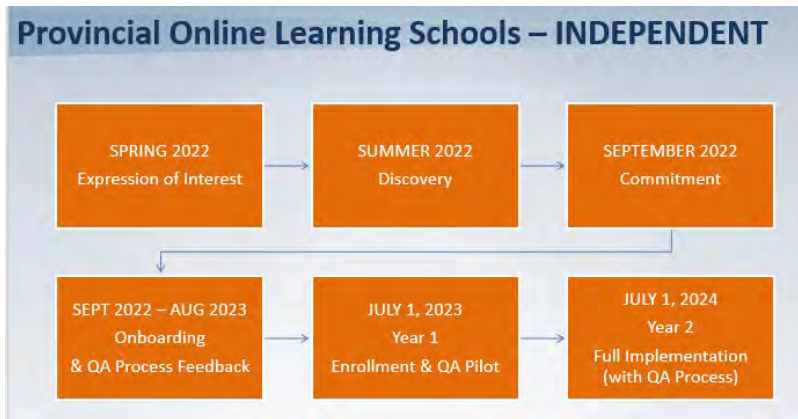 Provincial Online Learning Schools – INDEPENDENT
SPRING 2022
Expression of Interest
SUMMER 2022
Discovery
SEPTEMBER 2022
Commitment
SEPT 2022 – AUG 2023
Onboarding
& QA Process Feedback
JULY 1, 2023
Year 1
Enrollment & QA Pilot
JULY 1, 2024
Year 2
Full Implementation
(with QA Process)